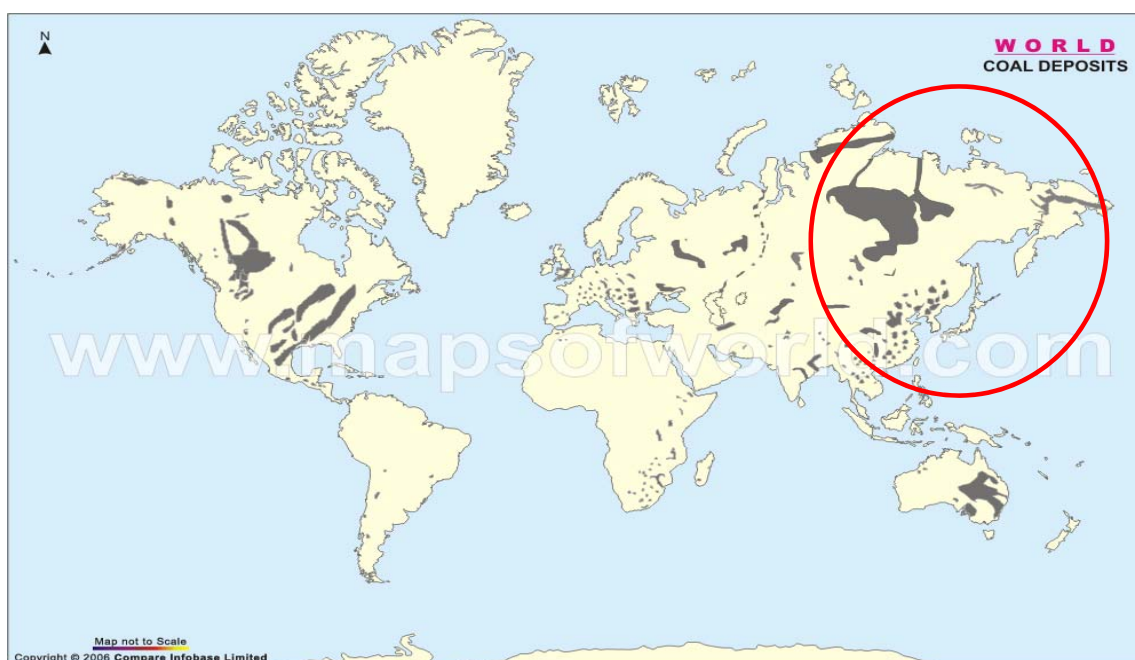 N
WORLD
COAL DEPOSITS
www.mapsofworld.com
Map not to Scale
Copyright © 2006 Compare Infobase Limited